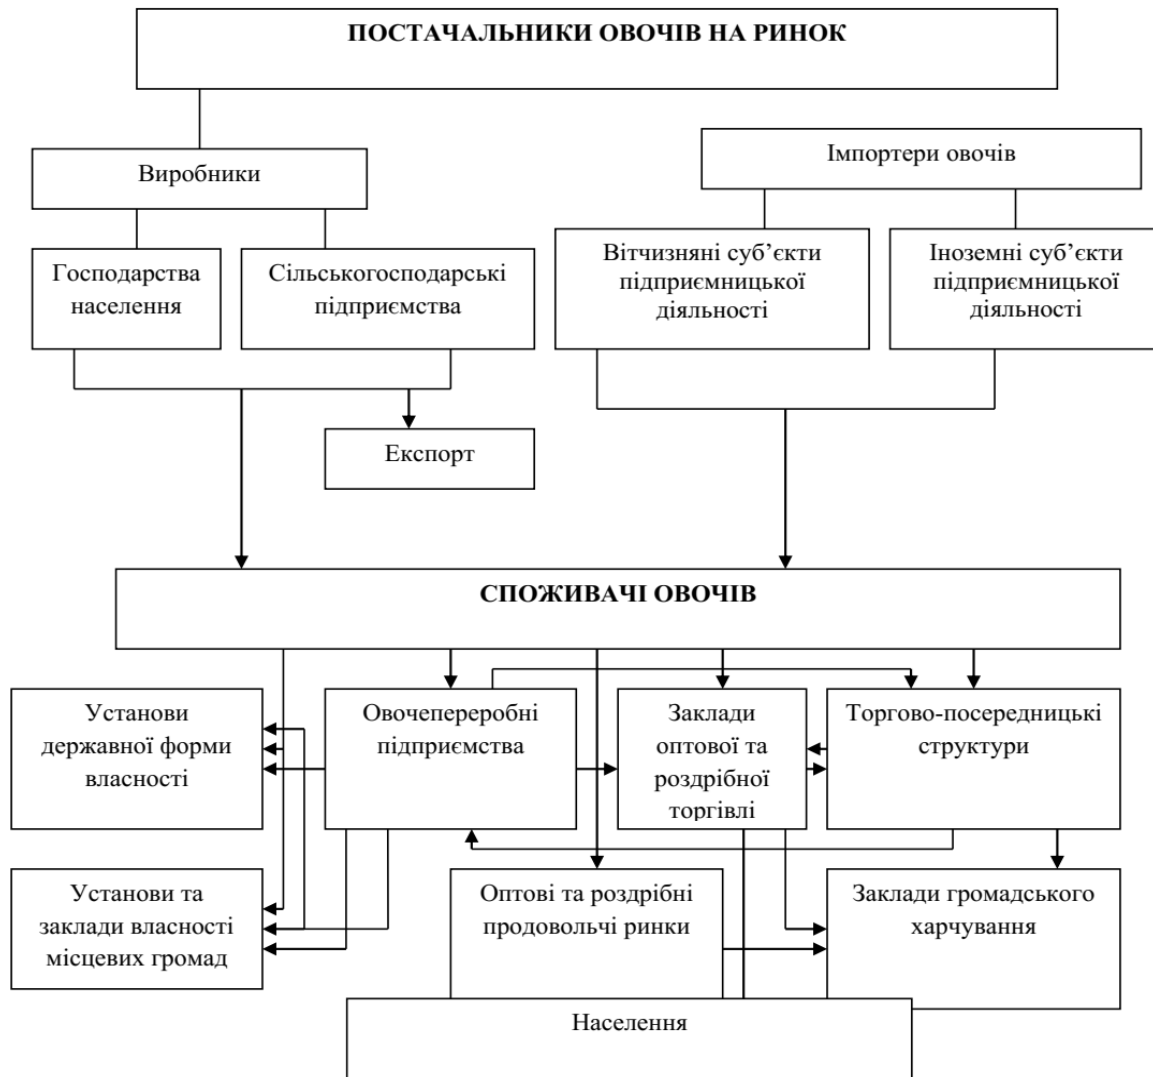 ПОСТАЧАЛЬНИКИ ОВОЧІВ НА РИНОК
Виробники
Імпортери овочів
Господарства
населення
Сільськогосподарські
підприємства
Вітчизняні суб’єкти
підприємницької
діяльності
Іноземні суб’єкти
підприємницької
діяльності
Експорт
СПОЖИВАЧІ ОВОЧІВ
Установи
державної форми
власності
Овочепереробні
підприємства
Заклади
оптової та
роздрібної
торгівлі
Торгово-посередницькі
структури
Установи та
заклади власності
місцевих громад
Оптові та роздрібні
продовольчі ринки
Заклади громадського
харчування
Населення